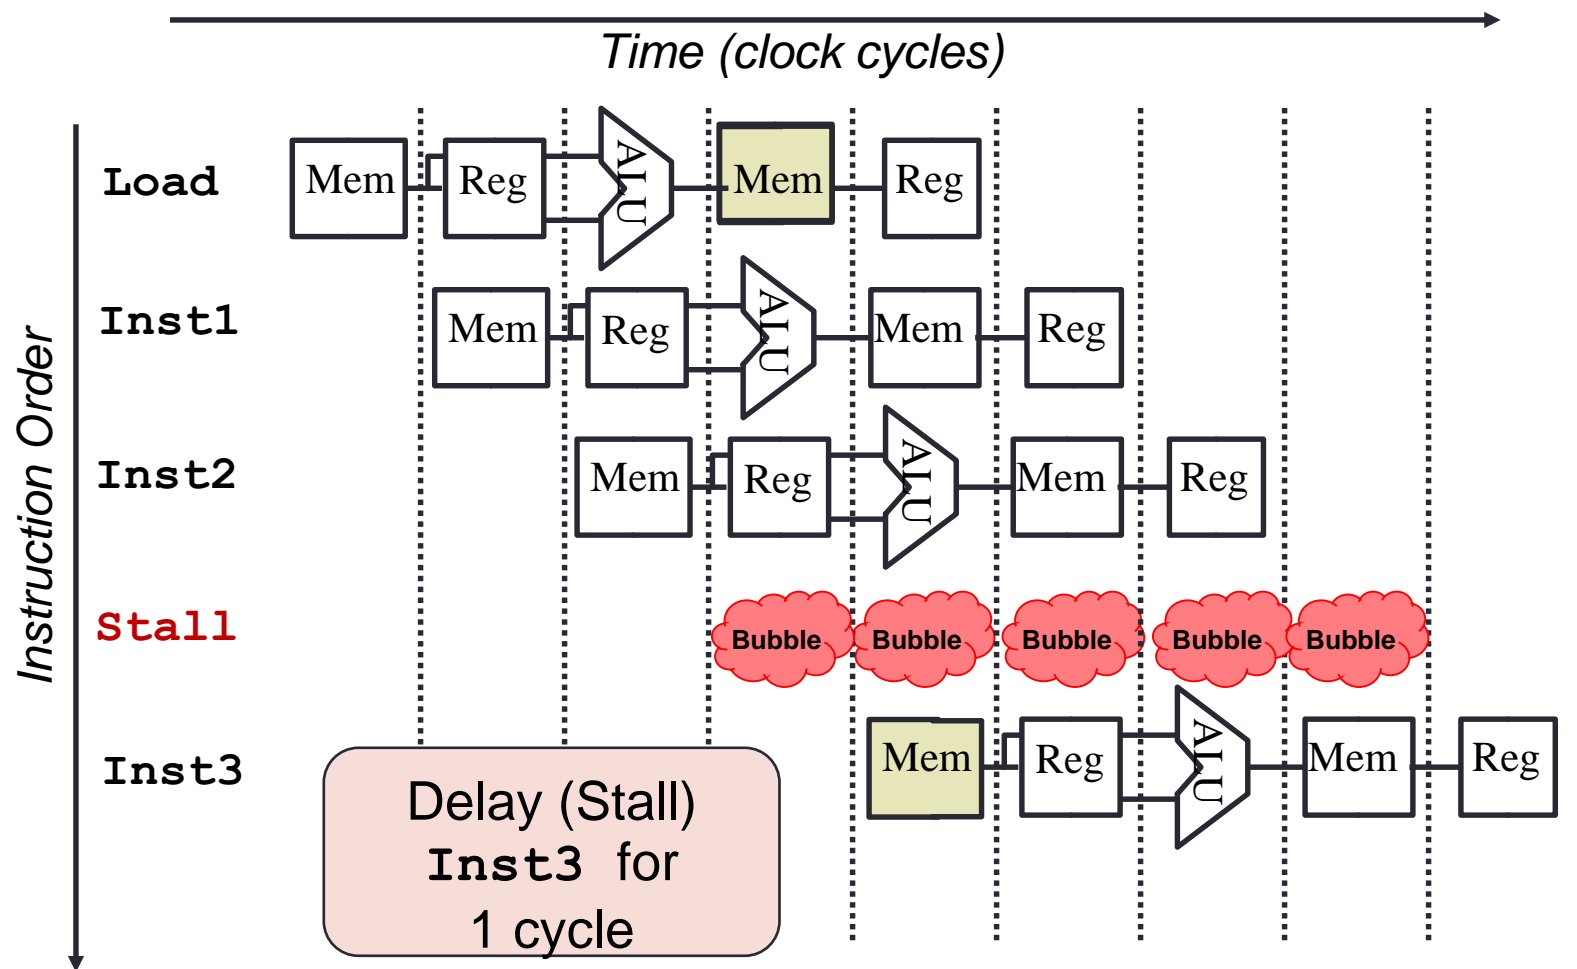 Time (clock cycles)
Instruction Order
Load
Mem
Reg
ALU
Mem
Reg
Inst1
Mem
Reg
ALU
Mem
Reg
Inst2
Mem
Reg
ALU
Mem
Reg
Stall
Bubble
Bubble
Bubble
Bubble
Bubble
Inst3
Mem
Reg
ALU
Mem
Reg
Delay (Stall)
Inst3 for
1 cycle